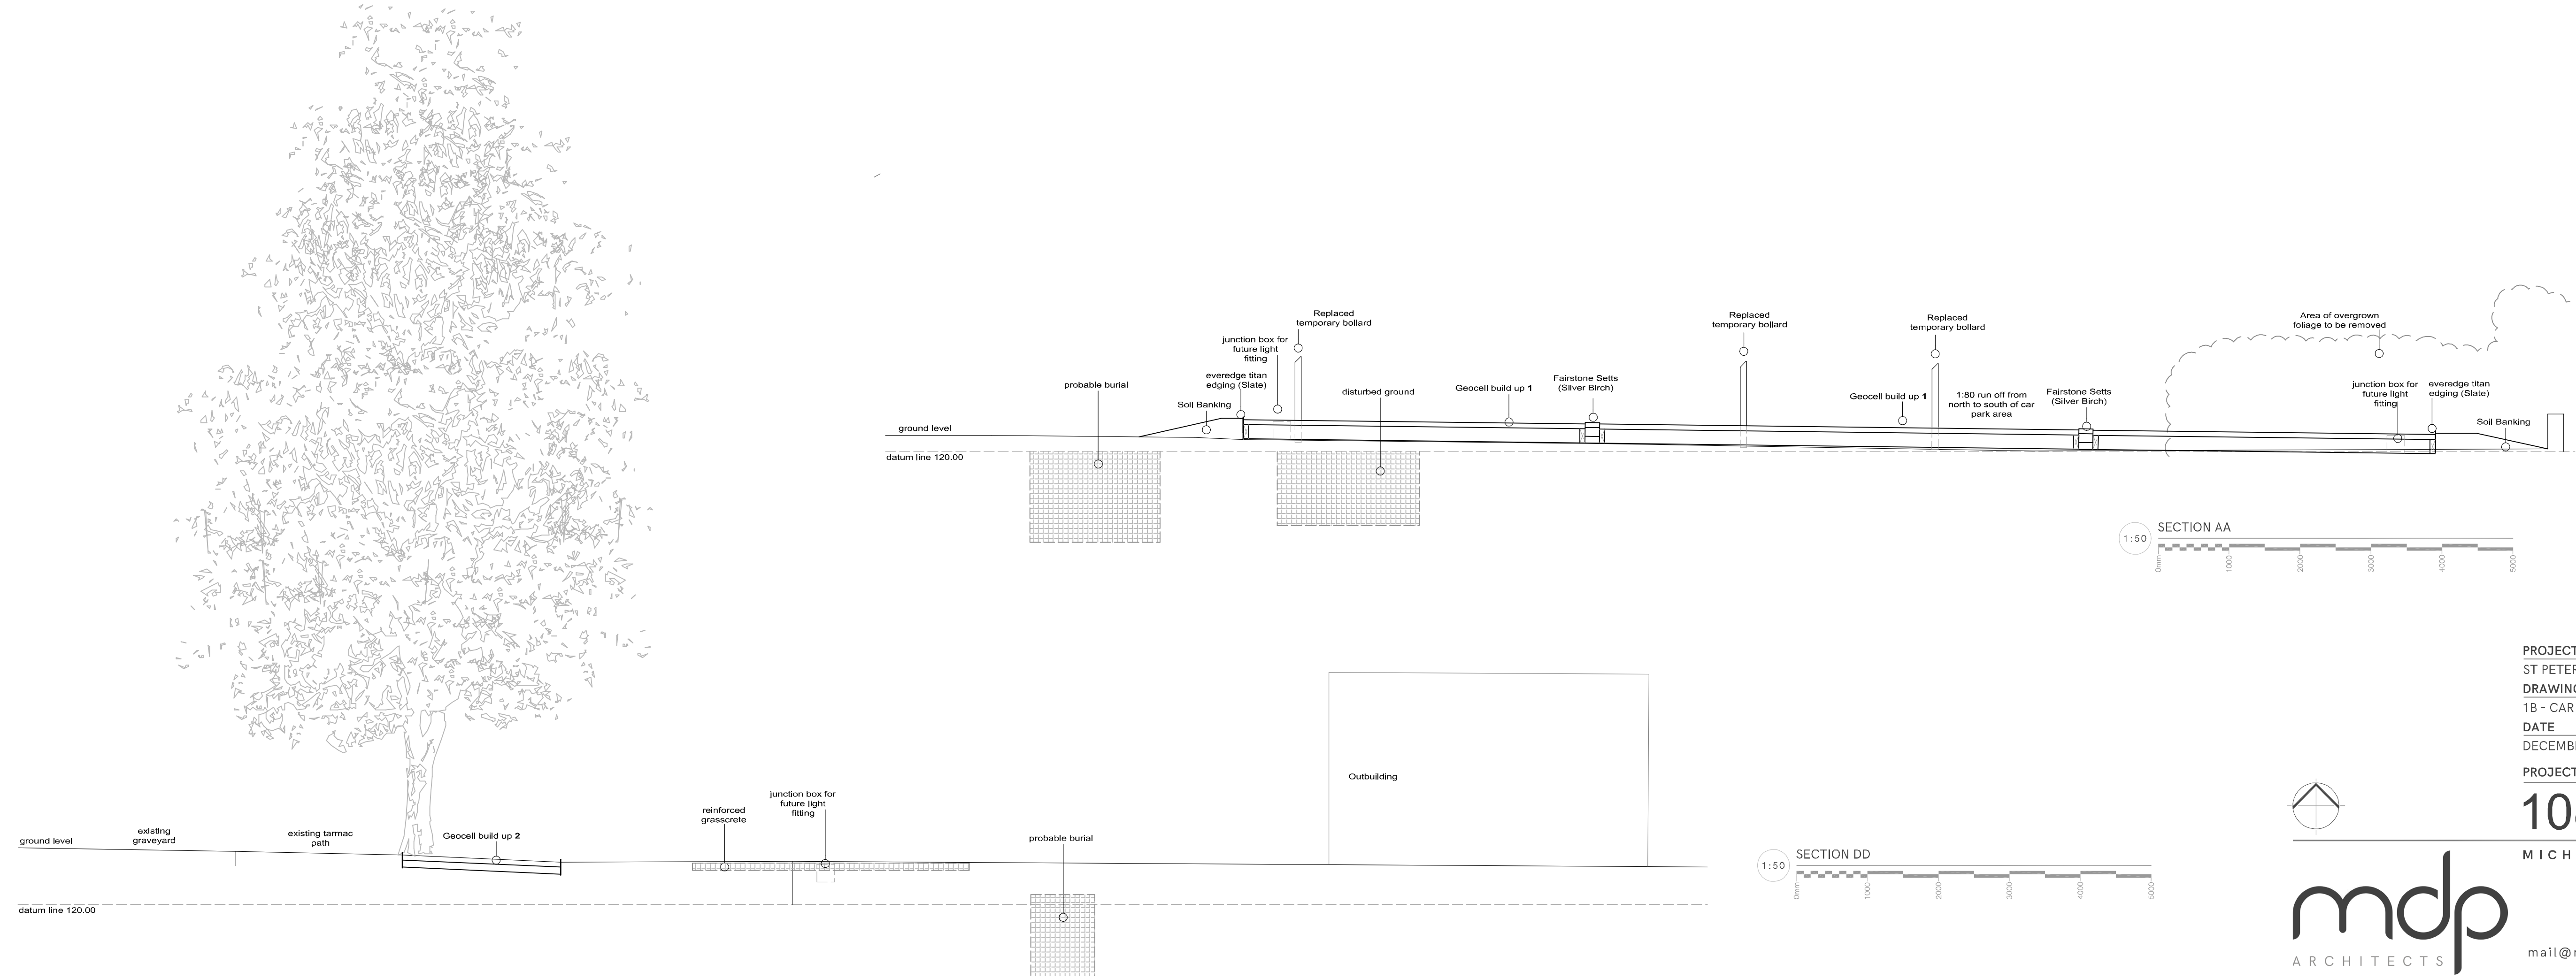 Replaced
temporary bollard
Replaced
temporary bollard
Replaced
temporary bollard
Area of overgrown
foliage to be removed
junction box for
future light
fitting
everedge titan
edging (Slate)
probable burial
Soil Banking
disturbed ground
Geocell build up 1
Fairstone Setts
(Silver Birch)
Geocell build up 1
1:80 run off from
north to south of car
park area
Fairstone Setts
(Silver Birch)
junction box for
future light
fitting
everedge titan
edging (Slate)
Soil Banking
ground level
datum line 120.00
1:50
SECTION AA
0mm
1000
2000
3000
4000
5000
Outbuilding
reinforced
grasscrete
junction box for
future light
fitting
probable burial
ground level
existing
graveyard
existing tarmac
path
Geocell build up 2
datum line 120.00
1:50
SECTION DD
0mm
1000
2000
3000
4000
5000
PROJECT
ST PETER
DRAWING
1B - CAR
DATE
DECEMB
PROJECT
10
MICH
mdp
ARCHITECTS
mail@